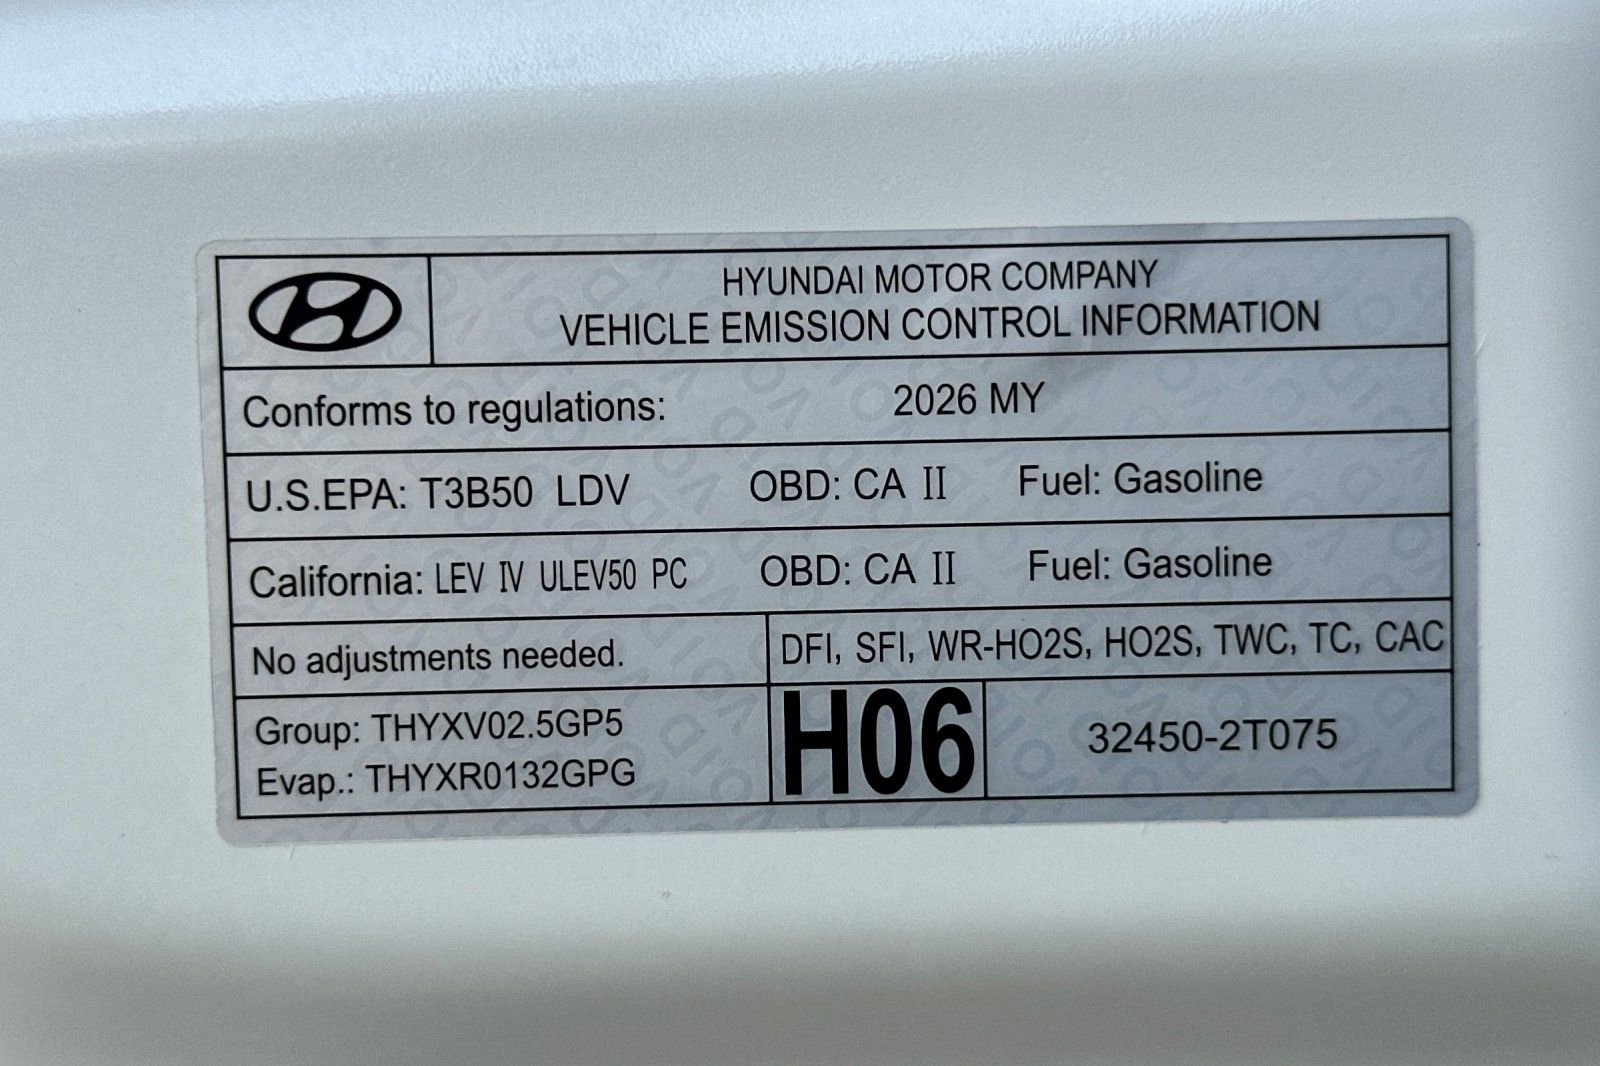 HYUNDAI MOTOR COMPANY
VEHICLE EMISSION CONTROL INFORMATION
Conforms to regulations: 2026 MY
U.S.EPA: T3B50 LDV OBD: CA II Fuel: Gasoline
California: LEV IV ULEV50 PC OBD: CA II Fuel: Gasoline
No adjustments needed. DFI, SFI, WR-HO2S, HO2S, TWC, TC, CAC
Group: THYXV02.5GP5
Evap.: THYXR0132GPG
H06
32450-2T075